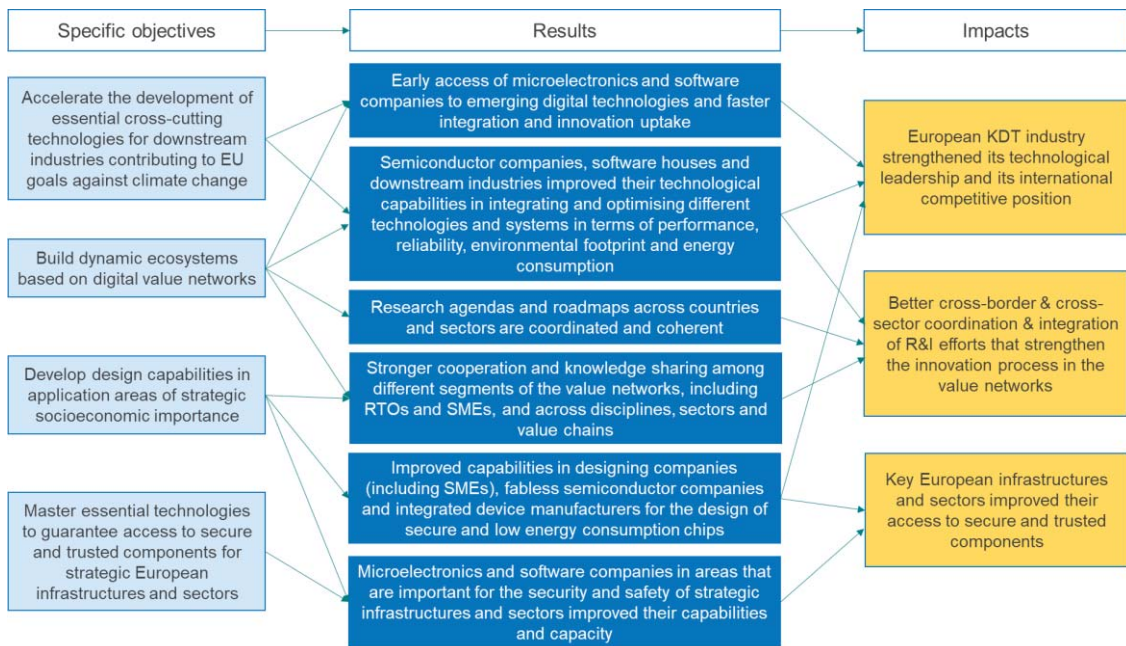 Specific objectives
Results
Impacts
Accelerate the development of
essential cross-cutting
technologies for downstream
industries contributing to EU
goals against climate change
Build dynamic ecosystems
based on digital value networks
Develop design capabilities in
application areas of strategic
socioeconomic importance
Master essential technologies
to guarantee access to secure
and trusted components for
strategic European
infrastructures and sectors
Early access of microelectronics and software
companies to emerging digital technologies and faster
integration and innovation uptake
Semiconductor companies, software houses and
downstream industries improved their technological
capabilities in integrating and optimising different
technologies and systems in terms of performance,
reliability, environmental footprint and energy
consumption
Research agendas and roadmaps across countries
and sectors are coordinated and coherent
Stronger cooperation and knowledge sharing among
different segments of the value networks, including
RTOs and SMEs, and across disciplines, sectors and
value chains
Improved capabilities in designing companies
(including SMEs), fabless semiconductor companies
and integrated device manufacturers for the design of
secure and low energy consumption chips
Microelectronics and software companies in areas that
are important for the security and safety of strategic
infrastructures and sectors improved their capabilities
and capacity
European KDT industry
strengthened its technological
leadership and its international
competitive position
Better cross-border & cross-
sector coordination & integration
of R&I efforts that strengthen
the innovation process in the
value networks
Key European infrastructures
and sectors improved their
access to secure and trusted
components